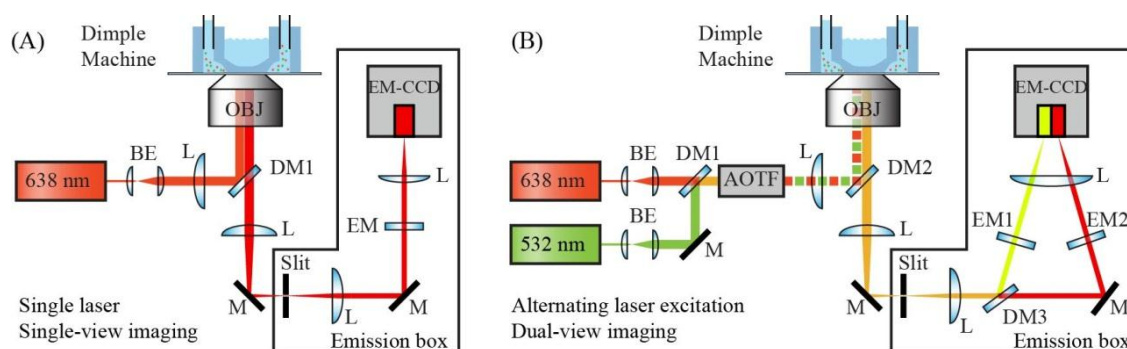 (A)
Dimple
Machine
EM-CCD
OBJ
BE
L
638 nm
DM1
L
EM
L
Slit
M
L
M
Single laser
Single-view imaging
Emission box
(B)
Dimple
Machine
EM-CCD
OBJ
BE
DM1
L
638 nm
AOTF
DM2
L
BE
532 nm
M
L
EM1
EM2
Slit
M
L
DM3
M
Alternating laser excitation
Dual-view imaging
Emission box